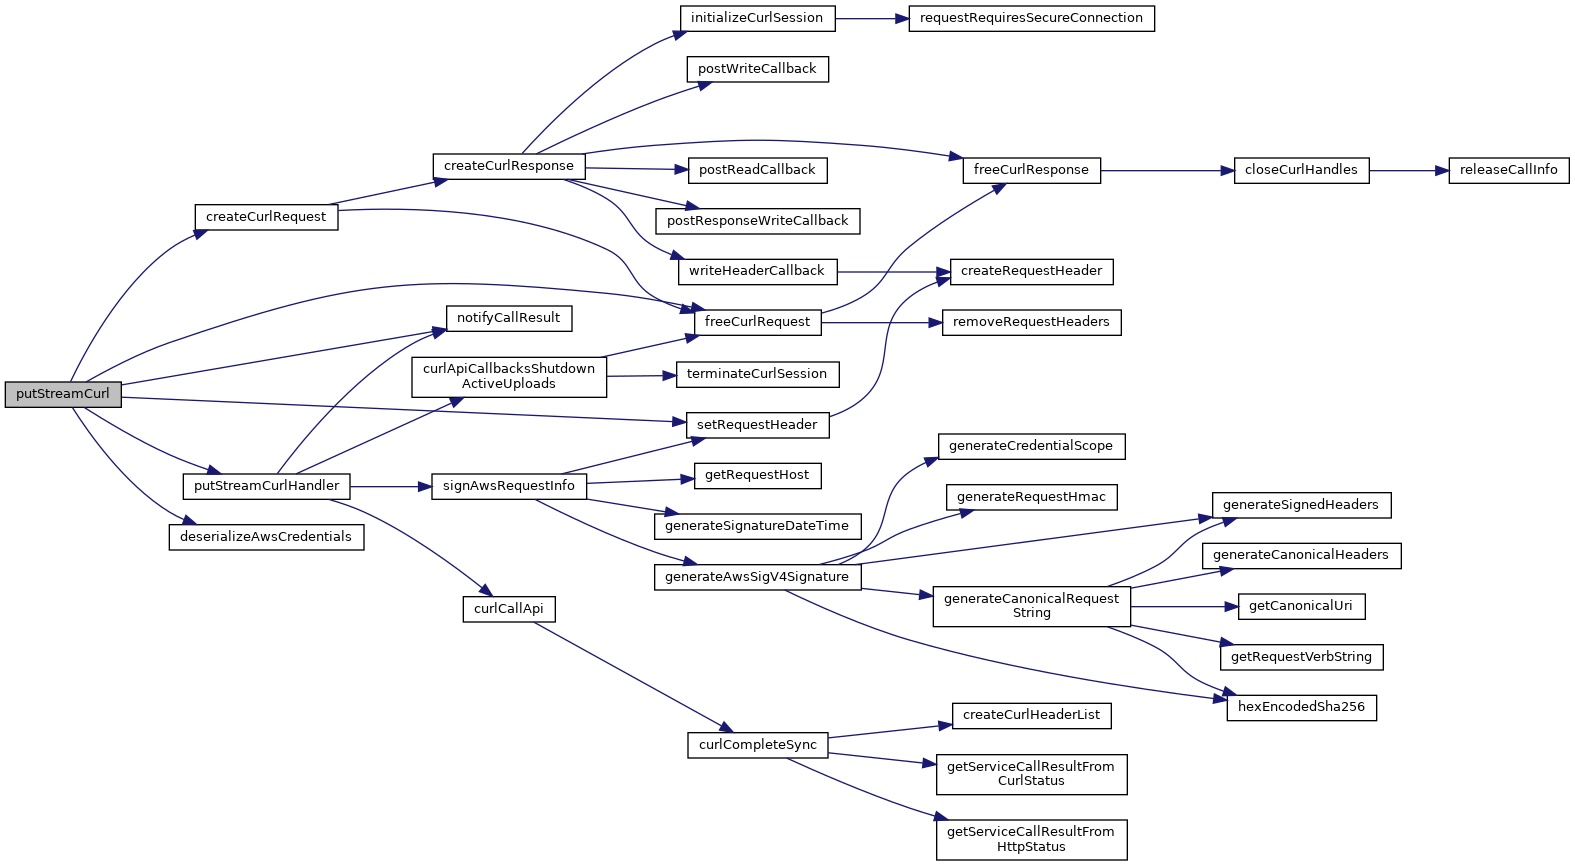 initializeCurlSession
requestRequiresSecureConnection
postWriteCallback
createCurlResponse
postReadCallback
freeCurlResponse
closeCurlHandles
releaseCallInfo
createCurlRequest
postResponseWriteCallback
writeHeaderCallback
createRequestHeader
notifyCallResult
freeCurlRequest
removeRequestHeaders
curlApiCallbacksShutdown
ActiveUploads
terminateCurlSession
putStreamCurl
setRequestHeader
generateCredentialScope
putStreamCurlHandler
signAwsRequestInfo
getRequestHost
generateRequestHmac
generateSignedHeaders
deserializeAwsCredentials
generateSignatureDateTime
generateCanonicalHeaders
generateAwsSigV4Signature
generateCanonicalRequest
String
getCanonicalUri
curlCallApi
getRequestVerbString
hexEncodedSha256
createCurlHeaderList
curlCompleteSync
getServiceCallResultFrom
CurlStatus
getServiceCallResultFrom
HttpStatus